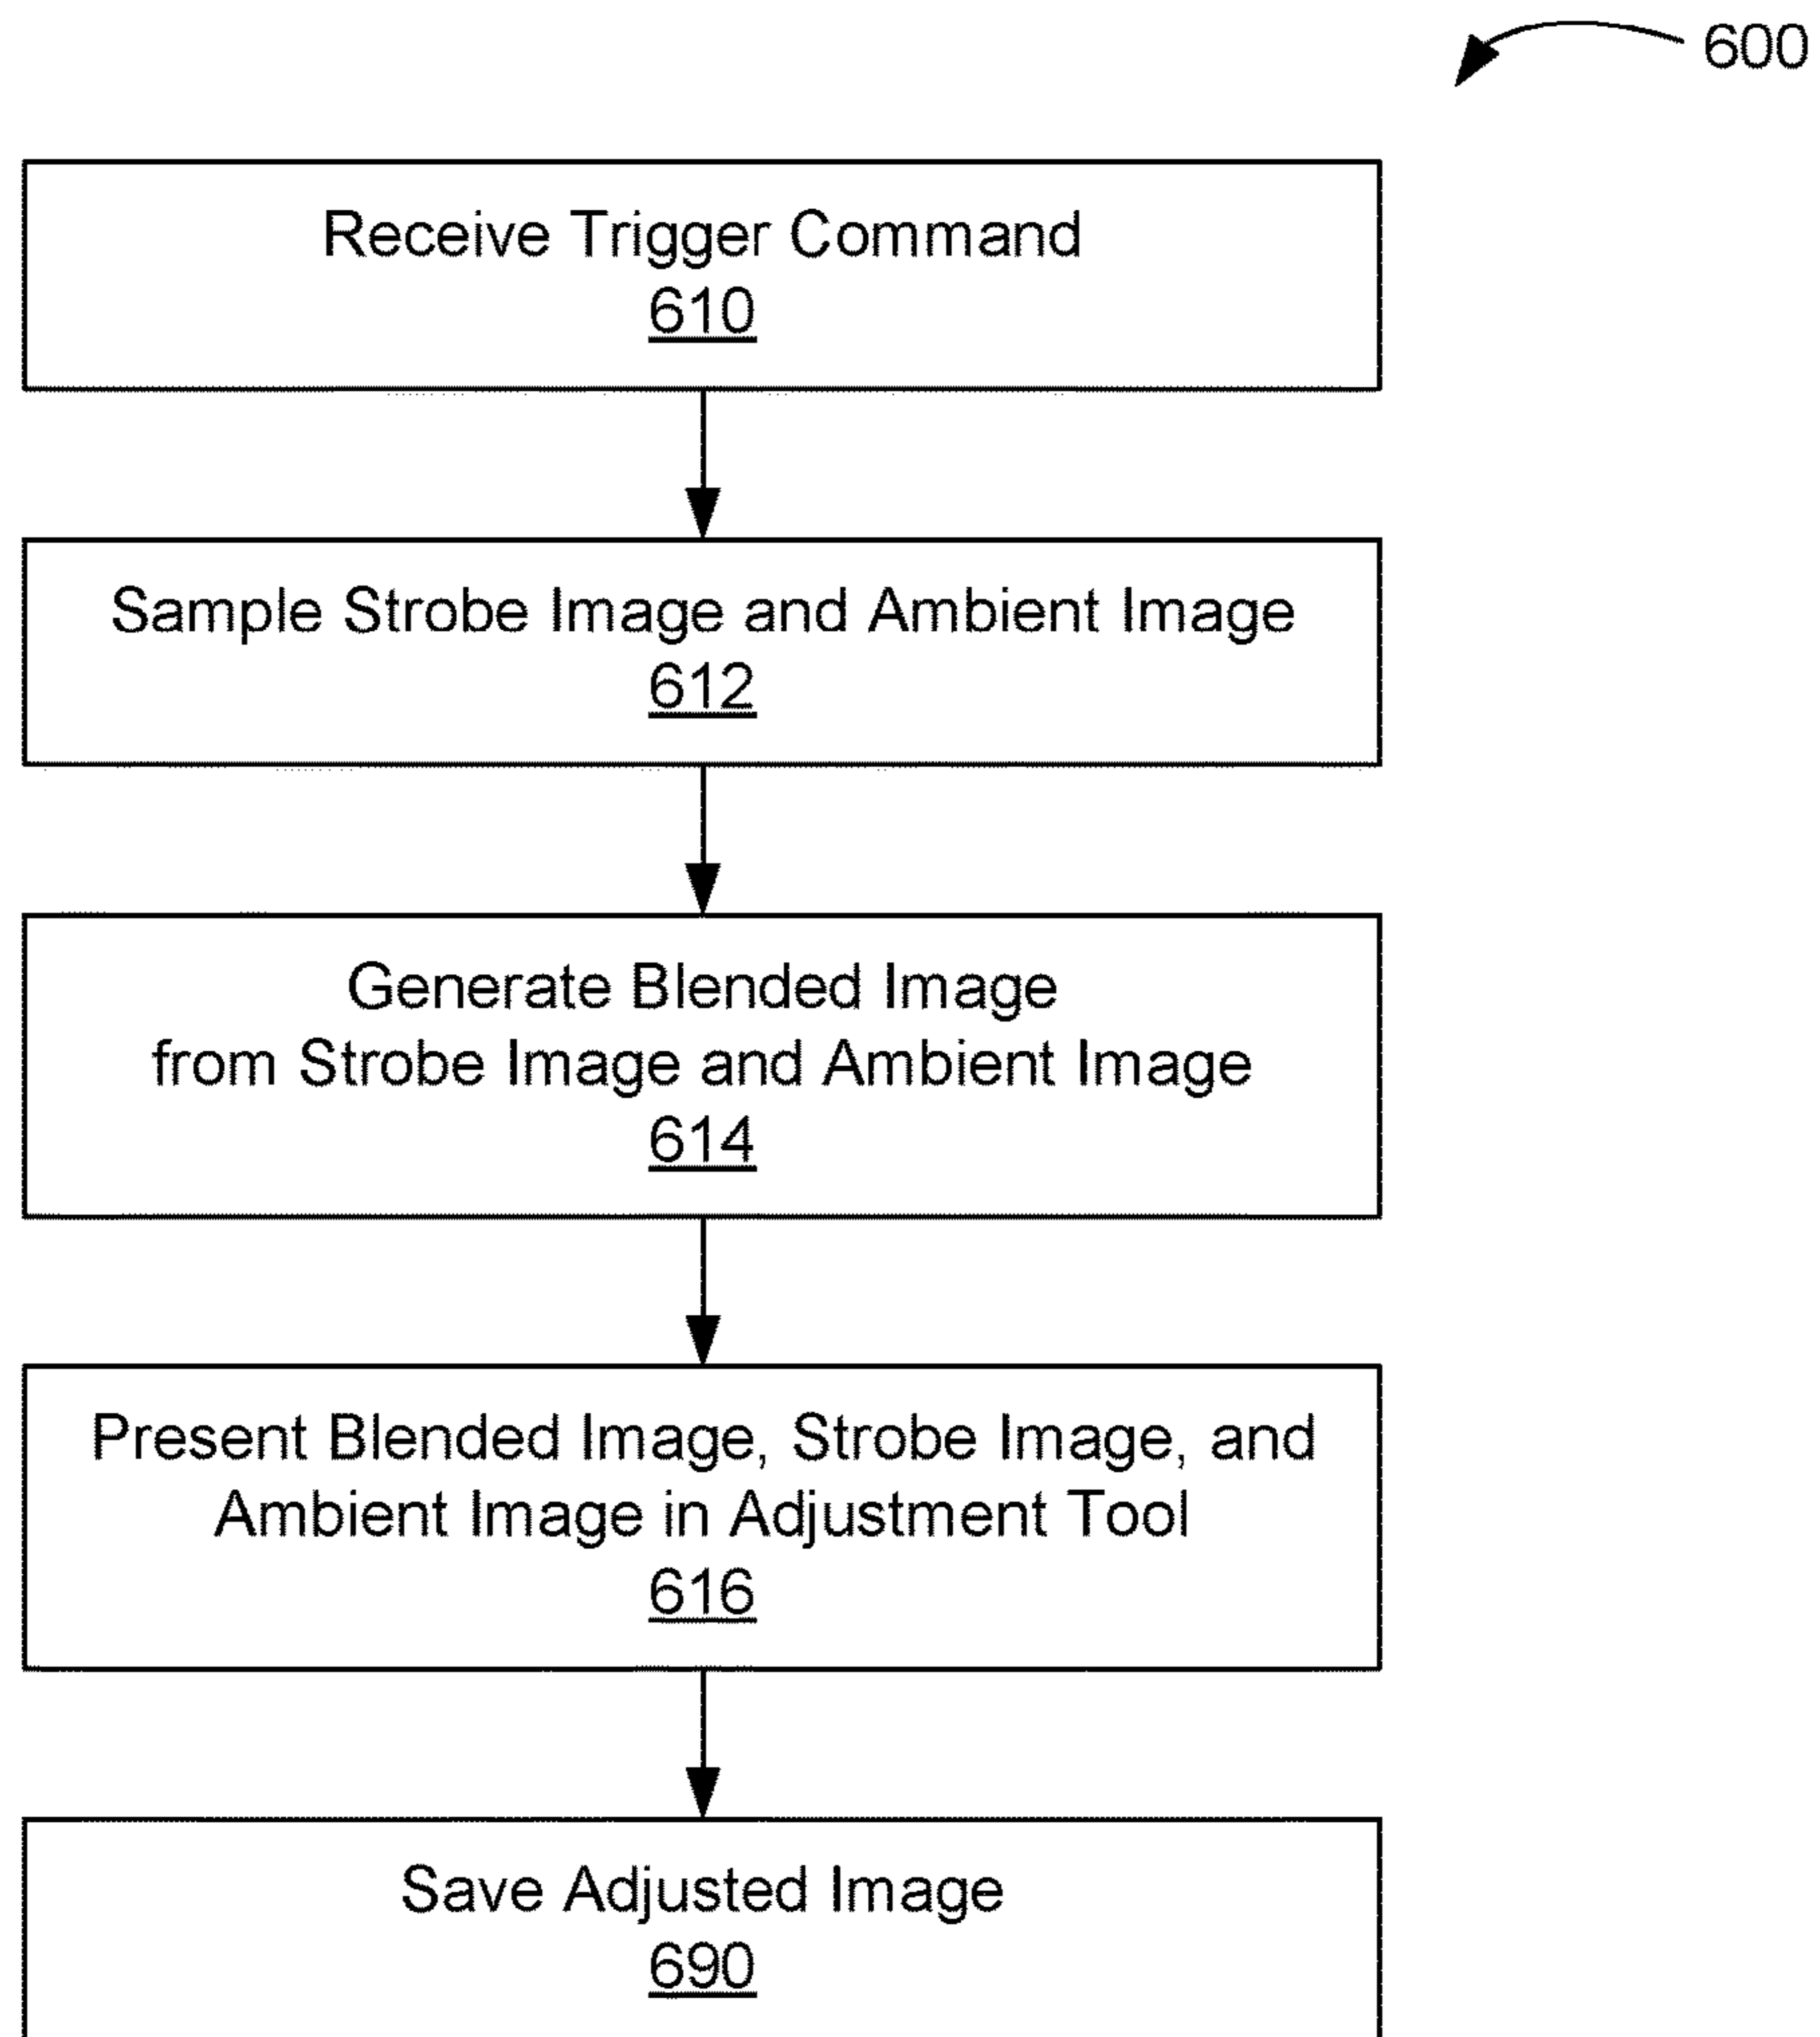 600
Receive Trigger Command
610
Sample Strobe Image and Ambient Image
612
Generate Blended Image
from Strobe Image and Ambient Image
614
Present Blended Image, Strobe Image, and
Ambient Image in Adjustment Tool
616
Save Adjusted Image
690